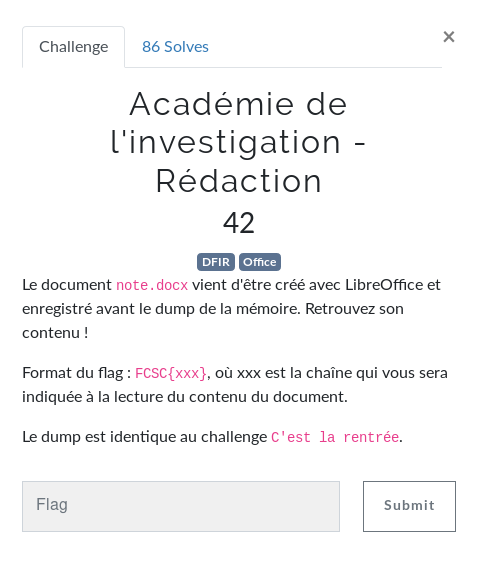 Challenge
86 Solves
×
Académie de
l'investigation -
Rédaction
42
DFIR Office
Le document note.docx vient d'être créé avec LibreOffice et
enregistré avant le dump de la mémoire. Retrouvez son
contenu !
Format du flag : FCSC{xxx}, où xxx est la chaîne qui vous sera
indiquée à la lecture du contenu du document.
Le dump est identique au challenge C'est la rentrée.
Flag
Submit